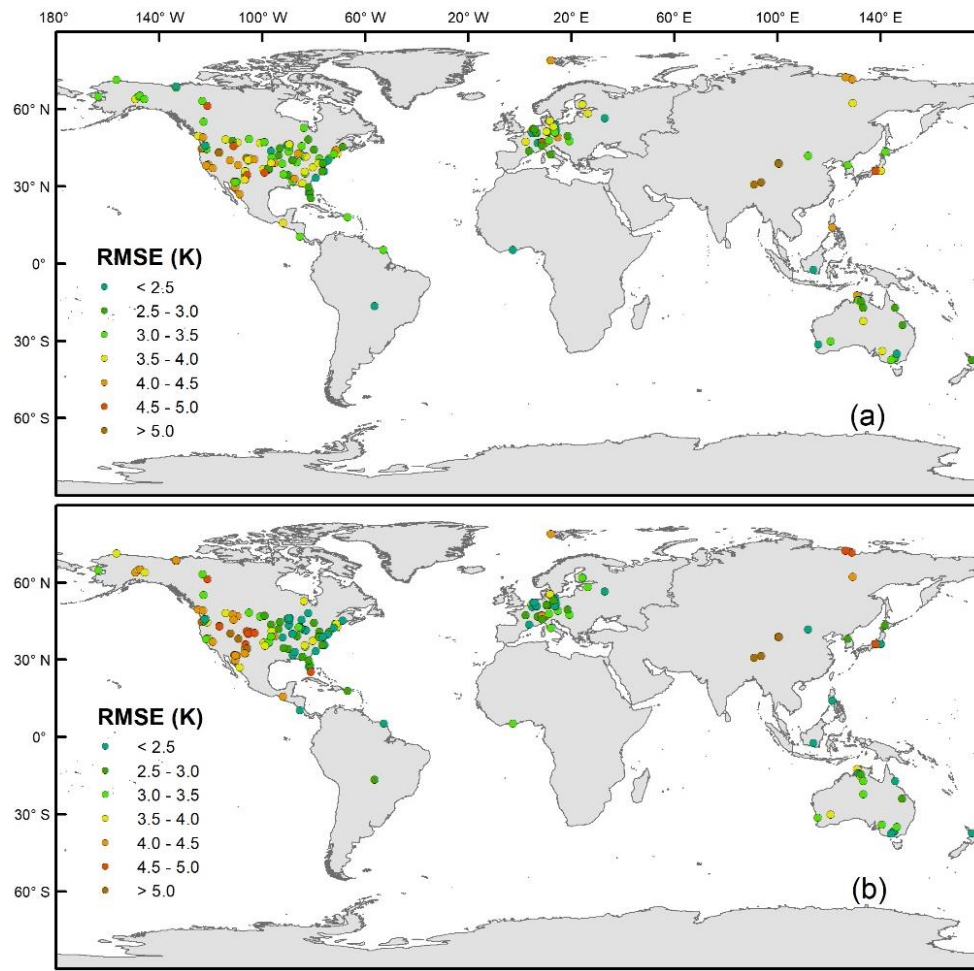 180° 140° W 100° W 60° W 20° W 20° E 60° E 100° E 140° E
60° N
30° N
0°
30° S
60° S
RMSE (K)
< 2.5
2.5 - 3.0
3.0 - 3.5
3.5 - 4.0
4.0 - 4.5
4.5 - 5.0
> 5.0
(a)
60° N
30° N
0°
30° S
60° S
RMSE (K)
< 2.5
2.5 - 3.0
3.0 - 3.5
3.5 - 4.0
4.0 - 4.5
4.5 - 5.0
> 5.0
(b)